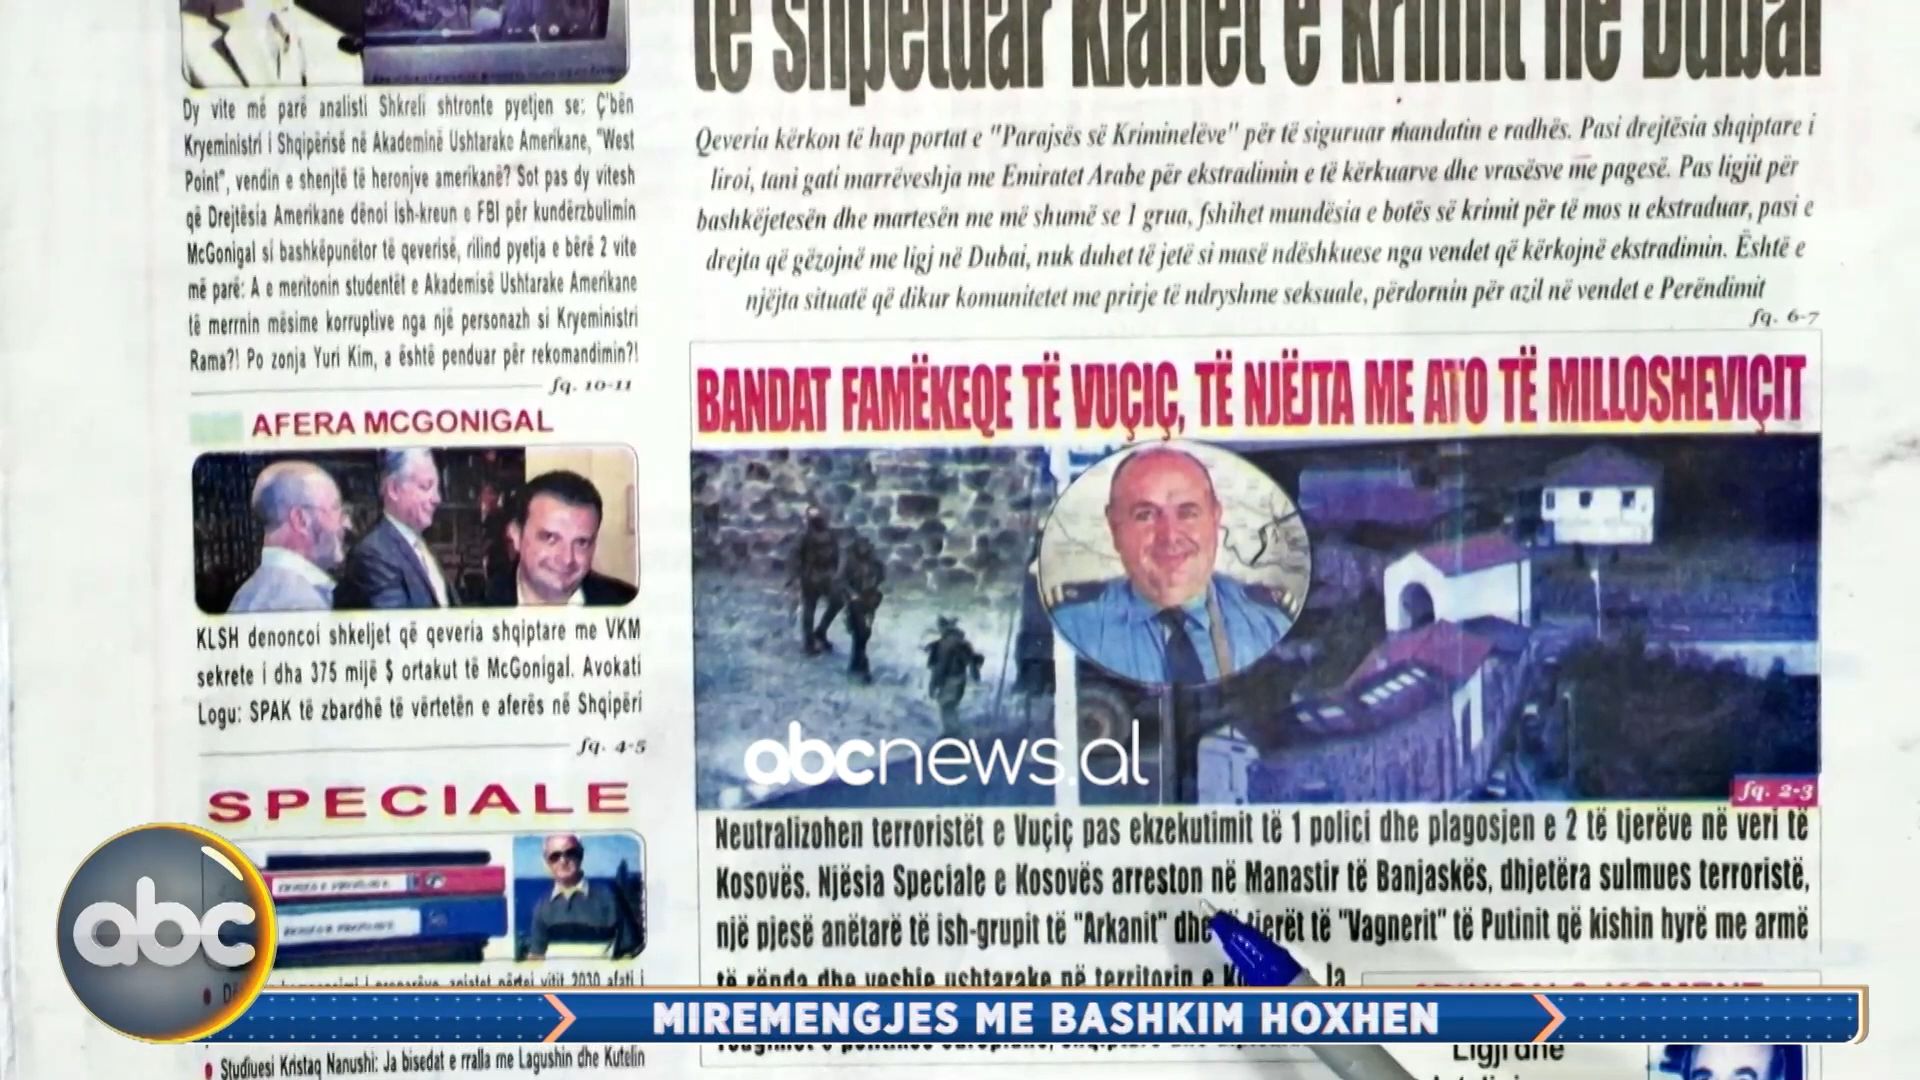 të shpëtuar klanet e krimit në Dubai
Dy vite më parë analisti Shkreli shtronte pyetjen se: Ç'bën
Kryeministri i Shqipërisë në Akademinë Ushtarake Amerikane, "West
Point", vendin e shenjtë të heronjve amerikanë? Sot pas dy vitesh
që Drejtësia Amerikane dënoi ish-kreun e FBI për kundërzbulimin
McGonigal si bashkëpunëtor të qeverisë, rilind pyetja e bërë 2 vite
më parë: A e meritonin studentët e Akademisë Ushtarake Amerikane
të merrnin mësime korruptive nga një personazh si Kryeministri
Rama?! Po zonja Yuri Kim, a është penduar për rekomandimin?!
fq. 10-11
AFERA MCGONIGAL
KLSH denoncoi shkeljet që qeveria shqiptare me VKM
sekrete i dha 375 mijë $ ortakut të McGonigal. Avokati
Logu: SPAK të zbardhë të vërtetën e aferës në Shqipëri
fq. 4-5
SPECIALE
Studiuesi Kristaq Nanushi: Ja bisedat e rralla me Lagushin dhe Kutelin
Qeveria kërkon të hap portat e "Parajsës së Kriminelëve" për të siguruar mandatin e radhës. Pasi drejtësia shqiptare i
liroi, tani gati marrëveshja me Emiratet Arabe për ekstradimin e të kërkuarve dhe vrasësve me pagesë. Pas ligjit për
bashkëjetesën dhe martesën me më shumë se 1 grua, fshihet mundësia e botës së krimit për të mos u ekstraduar, pasi e
drejta që gëzojnë me ligj në Dubai, nuk duhet të jetë si masë ndëshkuese nga vendet që kërkojnë ekstradimin. Është e
njëjta situatë që dikur komunitetet me prirje të ndryshme seksuale, përdornin për azil në vendet e Perëndimit
fq. 6-7
BANDAT FAMËKEQE TË VUÇIÇ, TË NJËJTA ME ATO TË MILLOSHEVIÇIT
abcnews.al
fq. 2-3
Neutralizohen terroristët e Vuçiç pas ekzekutimit të 1 polici dhe plagosjen e 2 të tjerëve në veri të
Kosovës. Njësia Speciale e Kosovës arreston në Manastir të Banjaskës, dhjetëra sulmues terroristë,
një pjesë anëtarë të ish-grupit të "Arkanit" dhe tjerët të "Vagnerit" të Putinit që kishin hyrë me armë
të rënda dhe veshje ushtarake në territorin e
Ligji dhe
abc
MIREMENGJES ME BASHKIM HOXHEN